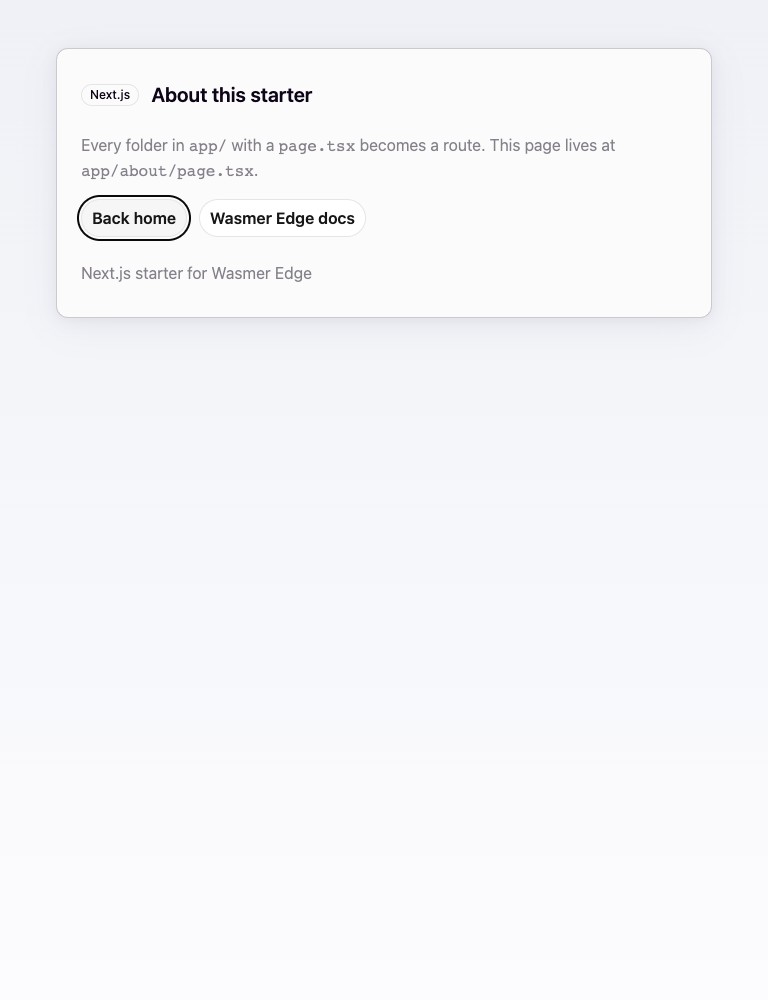 Next.js About this starter
Every folder in app/ with a page.tsx becomes a route. This page lives at
app/about/page.tsx.
Back home Wasmer Edge docs
Next.js starter for Wasmer Edge